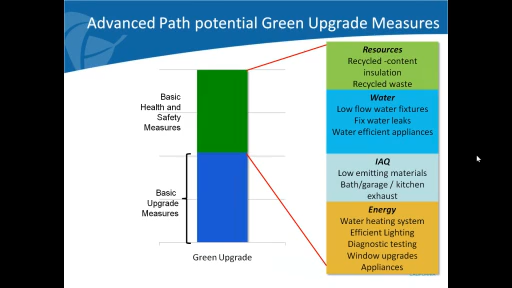 Advanced Path potential Green Upgrade Measures
Basic
Health and
Safety
Measures
Basic
Upgrade
Measures
Green Upgrade
Resources
Recycled -content
insulation
Recycled waste
Water
Low flow water fixtures
Fix water leaks
Water efficient appliances
IAQ
Low emitting materials
Bath/garage / kitchen
exhaust
Energy
Water heating system
Efficient Lighting
Diagnostic testing
Window upgrades
Appliances